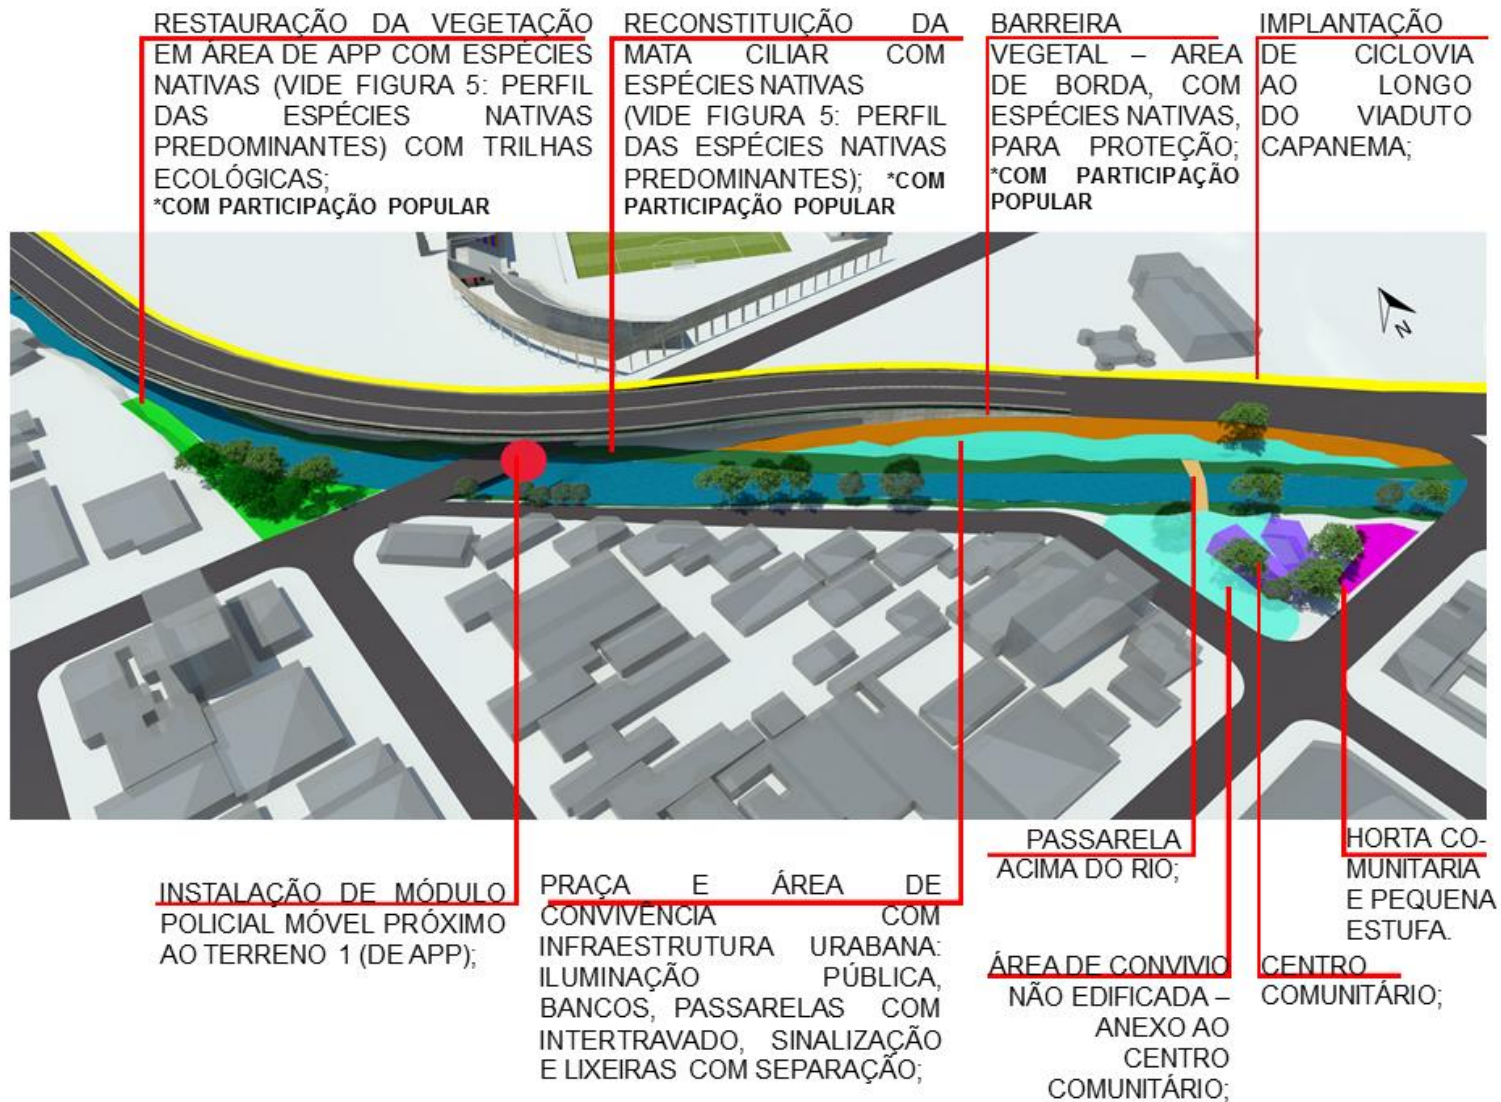 RESTAURAÇÃO DA VEGETAÇÃO
EM ÁREA DE APP COM ESPÉCIES
NATIVAS (VIDE FIGURA 5: PERFIL
DAS ESPÉCIES NATIVAS
PREDOMINANTES) COM TRILHAS
ECOLÓGICAS;
*COM PARTICIPAÇÃO POPULAR
RECONSTITUIÇÃO DA
MATA CILIAR COM
ESPÉCIES NATIVAS
(VIDE FIGURA 5: PERFIL
DAS ESPÉCIES NATIVAS
PREDOMINANTES); *COM
PARTICIPAÇÃO POPULAR
BARREIRA
VEGETAL – AREA
DE BORDA, COM
ESPÉCIES NATIVAS,
PARA PROTEÇÃO;
*COM PARTICIPAÇÃO
POPULAR
IMPLANTAÇÃO
DE CICLOVIA
AO LONGO
DO VIADUTO
CAPANEMA;
N
INSTALAÇÃO DE MÓDULO
POLICIAL MÓVEL PRÓXIMO
AO TERRENO 1 (DE APP);
PRAÇA E ÁREA DE
CONVIVÊNCIA COM
INFRAESTRUTURA URABANA:
ILUMINAÇÃO PÚBLICA,
BANCOS, PASSARELAS COM
INTERTRAVADO, SINALIZAÇÃO
E LIXEIRAS COM SEPARAÇÃO;
PASSARELA
ACIMA DO RIO;
ÁREA DE CONVIVIO
NÃO EDIFICADA –
ANEXO AO
CENTRO
COMUNITÁRIO;
CENTRO
COMUNITÁRIO;
HORTA CO-
MUNITARIA
E PEQUENA
ESTUFA.